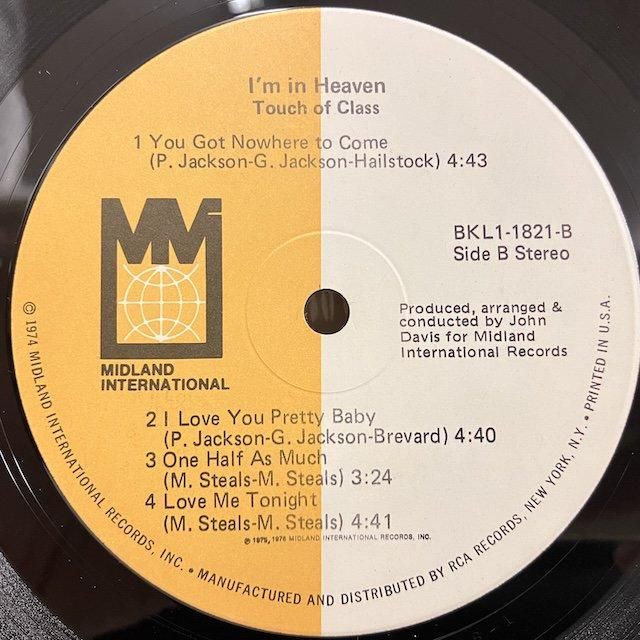 I'm in Heaven
Touch of Class
1 You Got Nowhere to Come
(P. Jackson-G. Jackson-Hailstock) 4:43
MMI
BKL1-1821-B
Side B Stereo
Produced, arranged &
conducted by John
Davis for Midland
International Records
MIDLAND
INTERNATIONAL
2 I Love You Pretty Baby
(P. Jackson-G. Jackson-Brevard) 4:40
3 One Half As Much
(M. Steals-M. Steals) 3:24
4 Love Me Tonight
(M. Steals-M. Steals) 4:41
℗ 1975, 1976 MIDLAND INTERNATIONAL RECORDS, INC.
© 1974 MIDLAND INTERNATIONAL RECORDS, INC. • MANUFACTURED AND DISTRIBUTED BY RCA RECORDS, NEW YORK, N.Y. • PRINTED IN U.S.A.